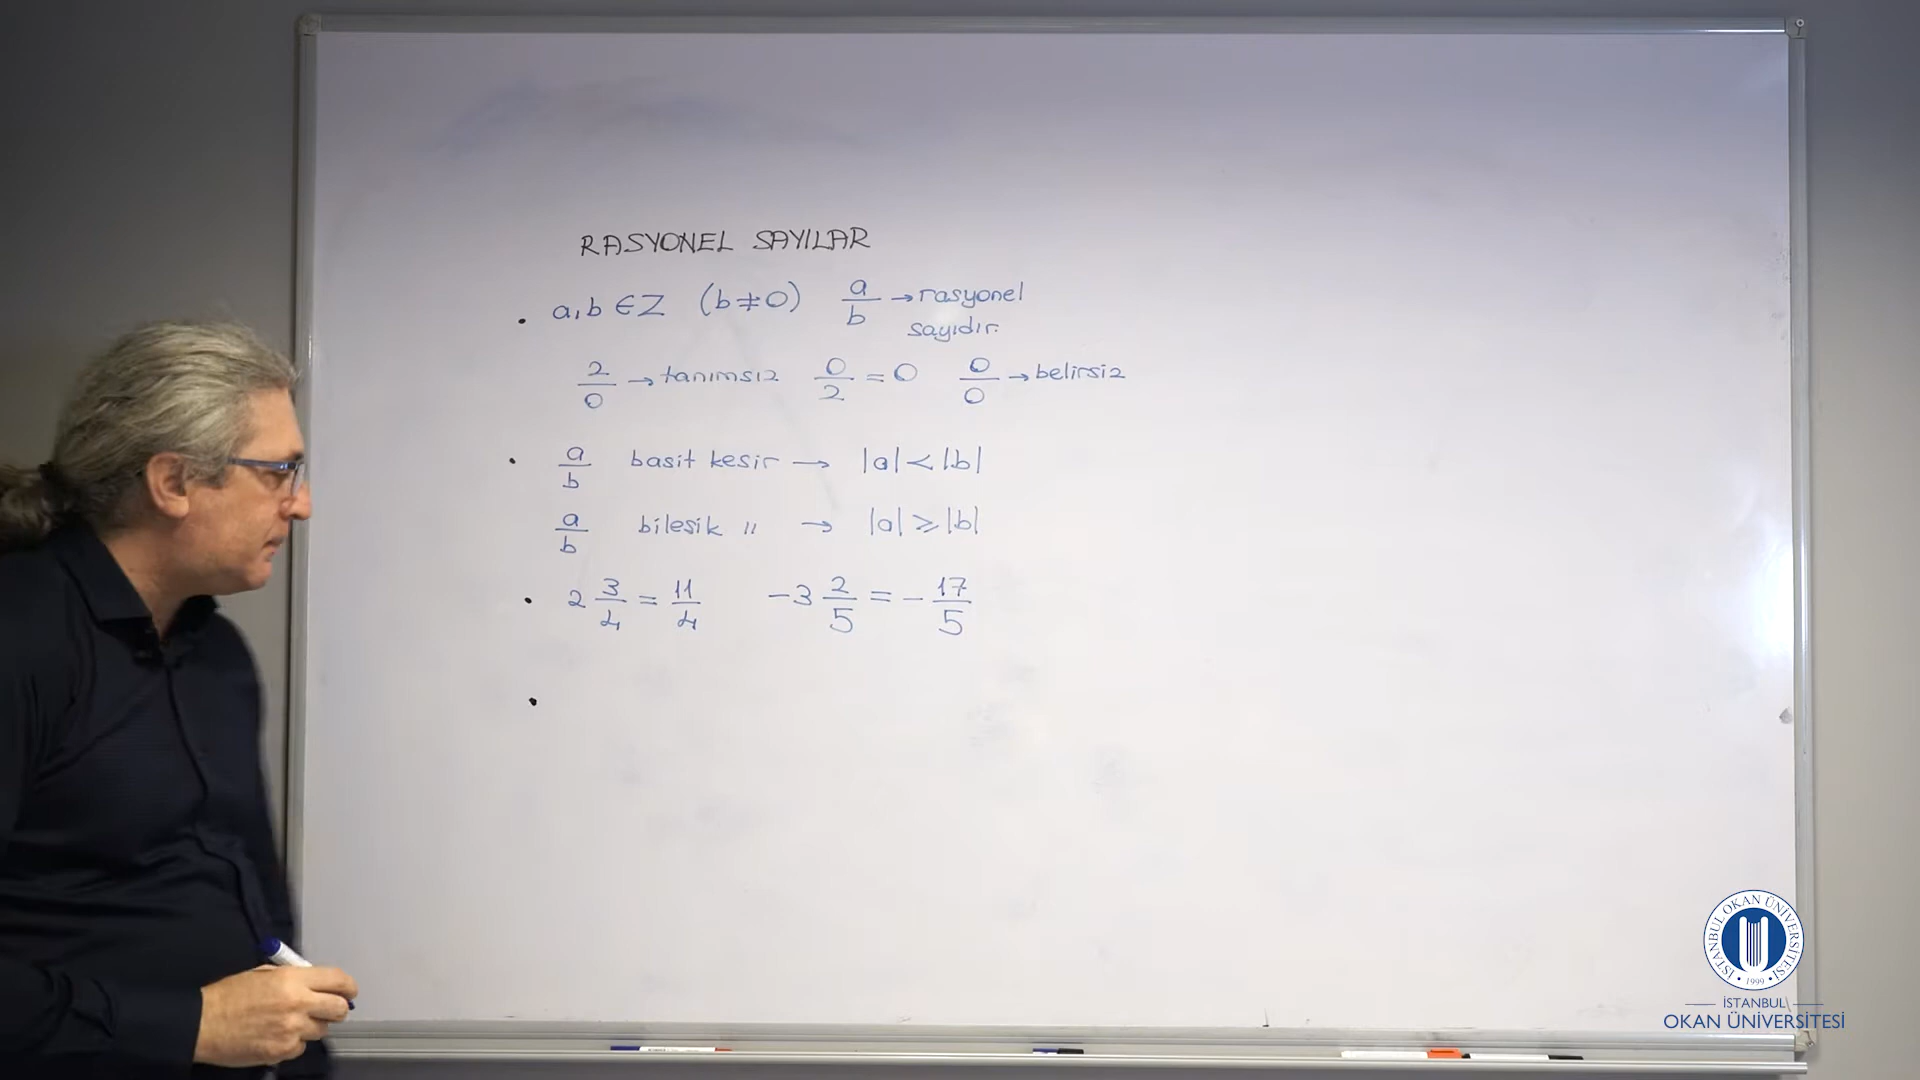 RASYONEL SAYILAR
• a,b ∈ Z (b≠0) a/b → rasyonel
sayıdır.
2/0 → tanımsız 0/2 = 0 0/0 → belirsiz
• a/b basit kesir → |a| < |b|
a/b bileşik " → |a| ≥ |b|
• 2 3/4 = 11/4 -3 2/5 = - 17/5
•
İSTANBUL OKAN ÜNİVERSİTESİ
• 1999 •
İSTANBUL
OKAN ÜNİVERSİTESİ